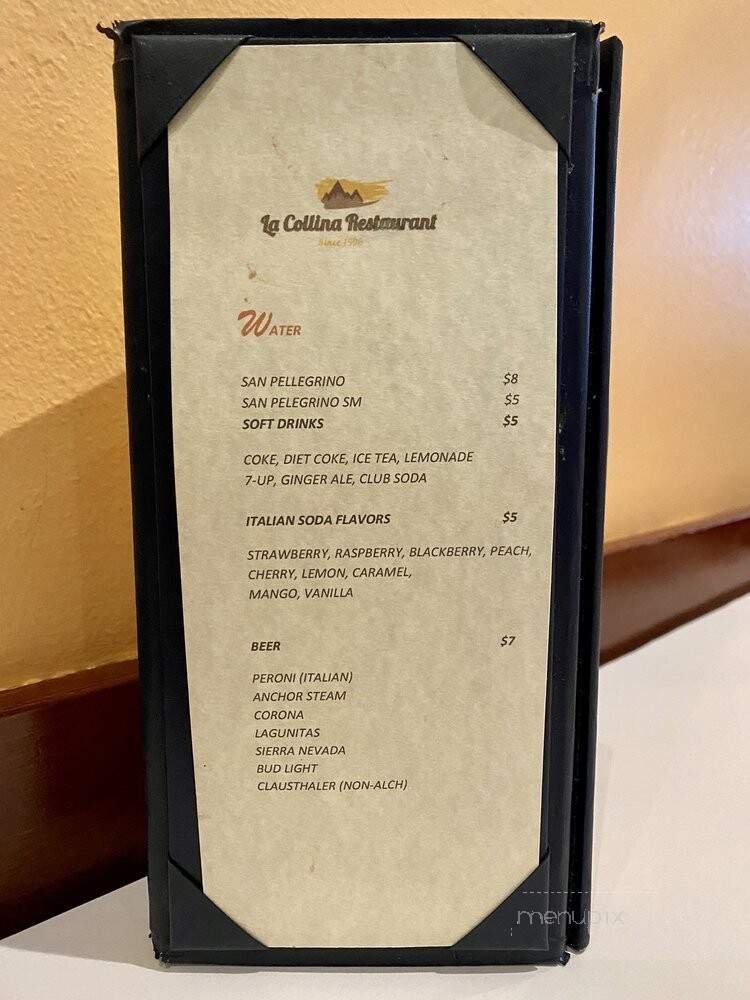 La Collina Restaurant
WATER
SAN PELLEGRINO $8
SAN PELEGRINO SM $5
SOFT DRINKS $5
COKE, DIET COKE, ICE TEA, LEMONADE
7-UP, GINGER ALE, CLUB SODA
ITALIAN SODA FLAVORS $5
STRAWBERRY, RASPBERRY, BLACKBERRY, PEACH,
CHERRY, LEMON, CARAMEL,
MANGO, VANILLA
BEER $7
PERONI (ITALIAN)
ANCHOR STEAM
CORONA
LAGUNITAS
SIERRA NEVADA
BUD LIGHT
CLAUSTHALER (NON-ALCH)
menupix